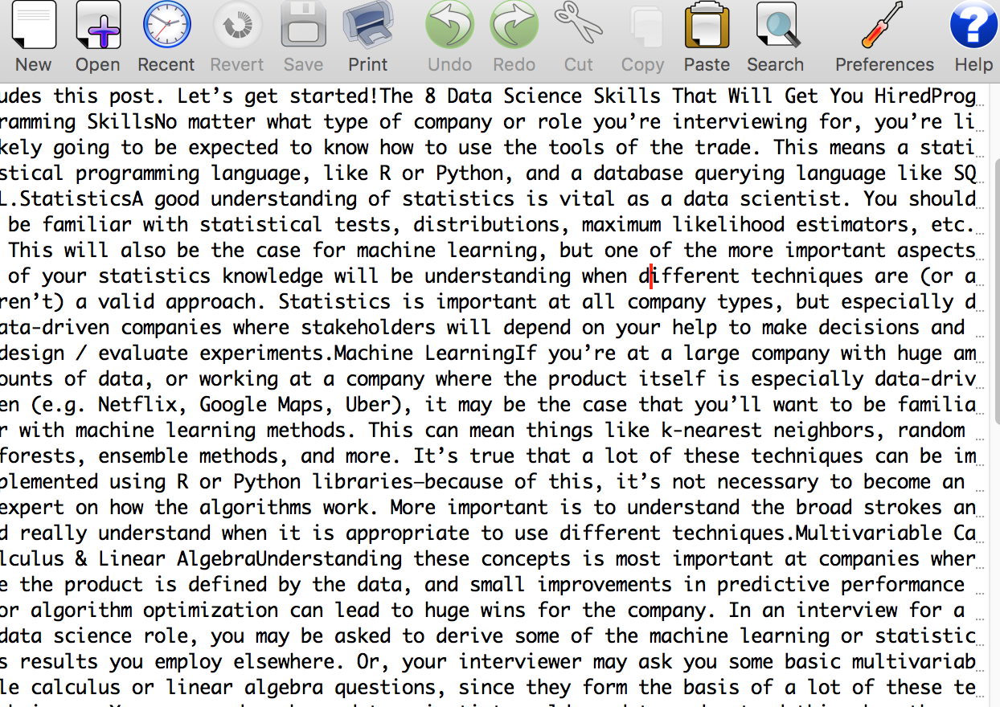 New Open Recent Revert Save Print Undo Redo Cut Copy Paste Search Preferences Help
udes this post. Let’s get started!The 8 Data Science Skills That Will Get You HiredProg
ramming SkillsNo matter what type of company or role you’re interviewing for, you’re li
kely going to be expected to know how to use the tools of the trade. This means a stati
stical programming language, like R or Python, and a database querying language like SQ
L.StatisticsA good understanding of statistics is vital as a data scientist. You should
be familiar with statistical tests, distributions, maximum likelihood estimators, etc.
This will also be the case for machine learning, but one of the more important aspects
of your statistics knowledge will be understanding when different techniques are (or a
ren’t) a valid approach. Statistics is important at all company types, but especially d
ata-driven companies where stakeholders will depend on your help to make decisions and
design / evaluate experiments.Machine LearningIf you’re at a large company with huge am
ounts of data, or working at a company where the product itself is especially data-driv
en (e.g. Netflix, Google Maps, Uber), it may be the case that you’ll want to be familia
r with machine learning methods. This can mean things like k-nearest neighbors, random
forests, ensemble methods, and more. It’s true that a lot of these techniques can be im
plemented using R or Python libraries—because of this, it’s not necessary to become an
expert on how the algorithms work. More important is to understand the broad strokes an
d really understand when it is appropriate to use different techniques.Multivariable Ca
lculus & Linear AlgebraUnderstanding these concepts is most important at companies wher
e the product is defined by the data, and small improvements in predictive performance
or algorithm optimization can lead to huge wins for the company. In an interview for a
data science role, you may be asked to derive some of the machine learning or statistic
s results you employ elsewhere. Or, your interviewer may ask you some basic multivariab
le calculus or linear algebra questions, since they form the basis of a lot of these te